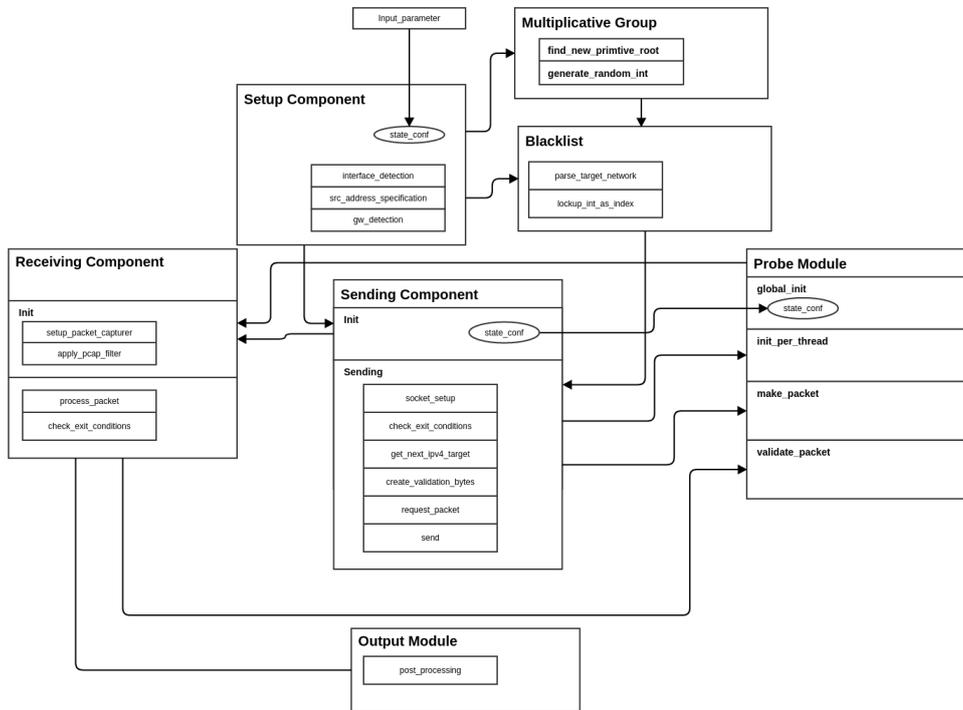 Input_parameter
Multiplicative Group
find_new_primtive_root
generate_random_int
Setup Component
state_conf
interface_detection
src_address_specification
gw_detection
Blacklist
parse_target_network
lockup_int_as_index
Receiving Component
Init
setup_packet_capturer
apply_pcap_filter
process_packet
check_exit_conditions
Sending Component
Init
state_conf
Sending
socket_setup
check_exit_conditions
get_next_ipv4_target
create_validation_bytes
request_packet
send
Probe Module
global_init
state_conf
init_per_thread
make_packet
validate_packet
Output Module
post_processing